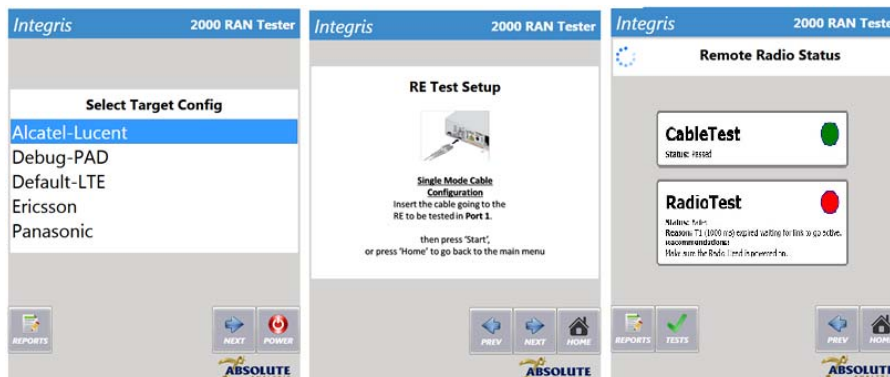 Integris 2000 RAN Tester
Select Target Config
Alcatel-Lucent
Debug-PAD
Default-LTE
Ericsson
Panasonic
REPORTS NEXT POWER
ABSOLUTE
Integris 2000 RAN Tester
RE Test Setup
Single Mode Cable
Configuration
Insert the cable going to the
RE to be tested in Port 1.
then press 'Start',
or press 'Home' to go back to the main menu
PREV NEXT HOME
ABSOLUTE
Integris 2000 RAN Teste
Remote Radio Status
CableTest
Status: Passed
RadioTest
Status:
Reason: T1 (1000 ms) expired waiting for link to go active.
Recommendations:
Make sure the Radio Head is powered on.
REPORTS TESTS PREV HOME
ABSOLUTE